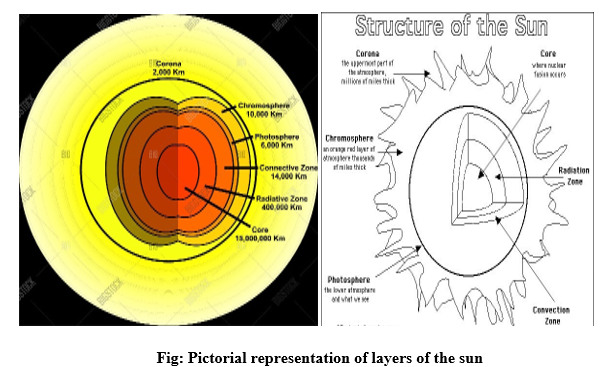 Corona
2,000 Km
Chromosphere
10,000 Km
Photosphere
6,000 Km
Connective Zone
14,000 Km
Radiative Zone
400,000 Km
Core
15,000,000 Km
BIGSTOCK
Structure of the Sun
Corona
the uppermost part of
the atmosphere,
millions of miles thick
Core
where nuclear
fusion occurs
Chromosphere
an orange red layer of
atmosphere thousands
of miles thick
Radiation
Zone
Photosphere
the lower atmosphere
and what we see
Convection
Zone
Fig: Pictorial representation of layers of the sun